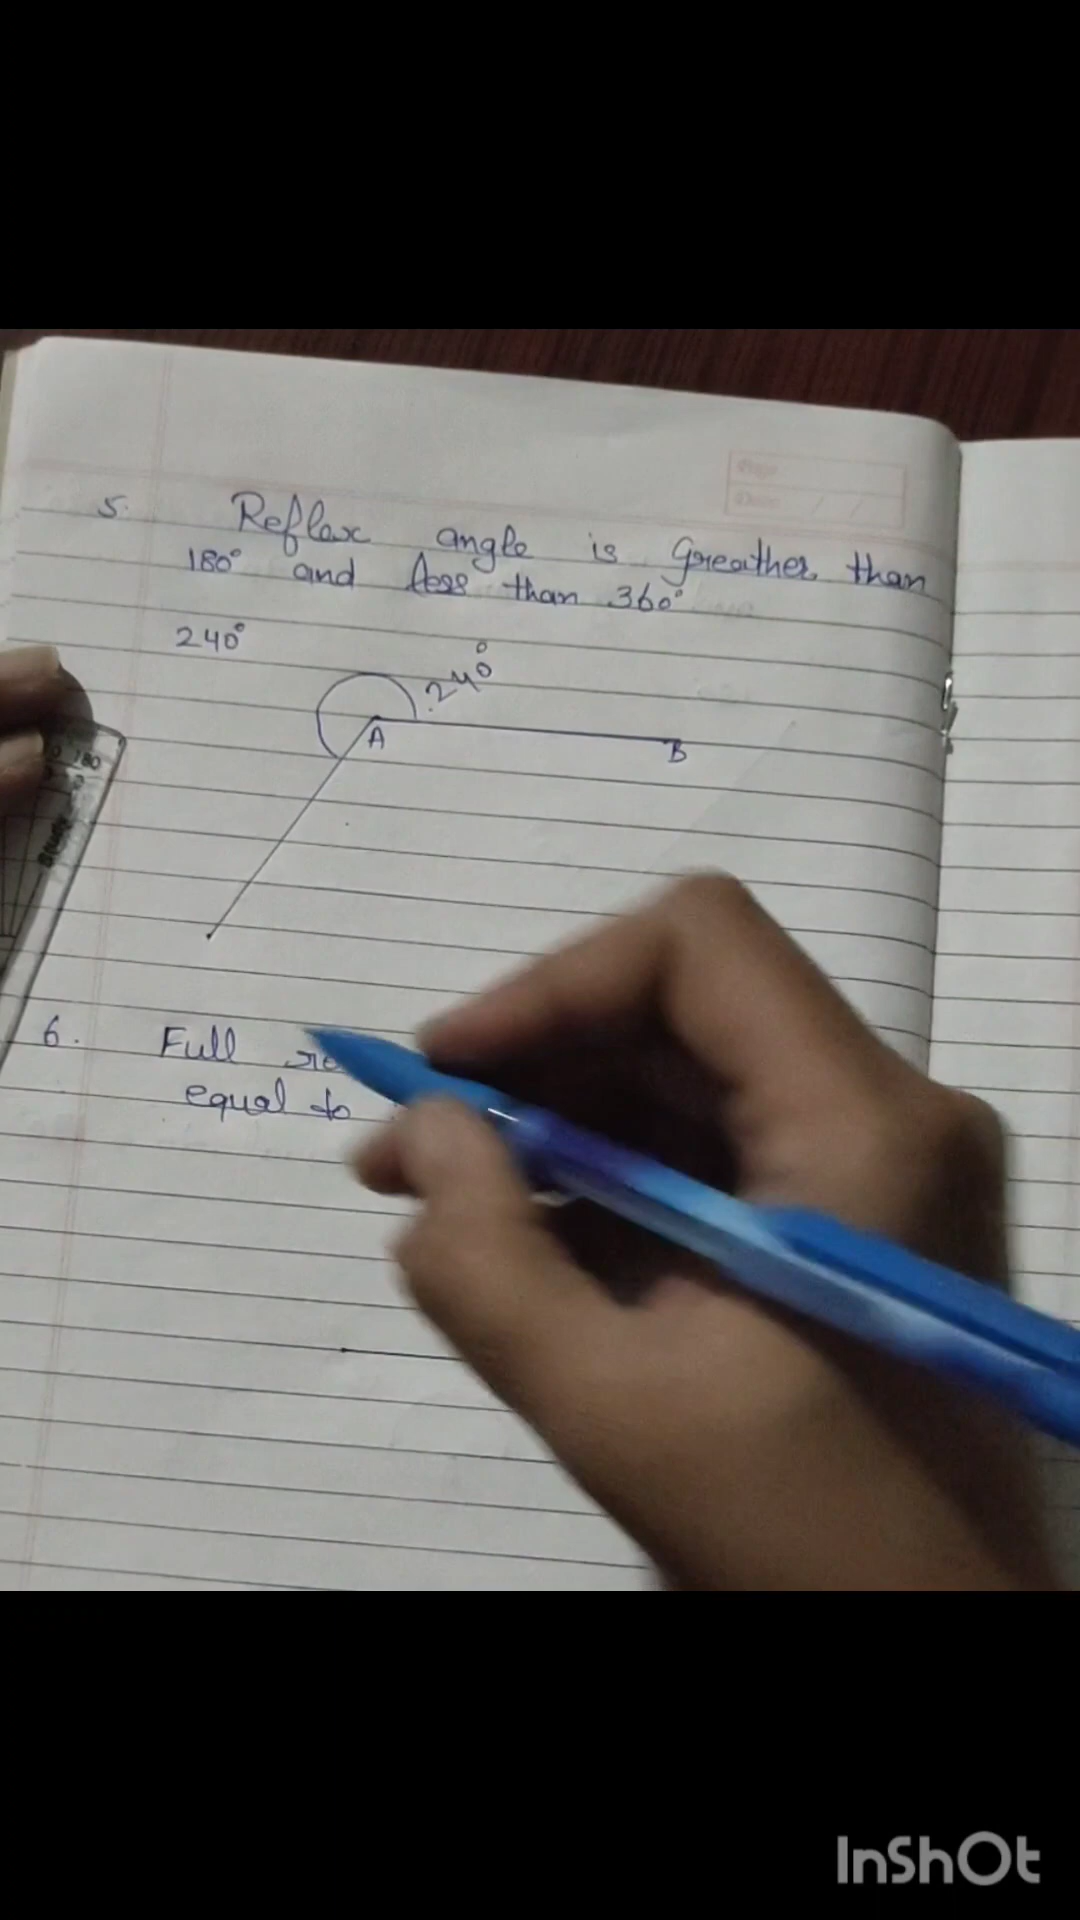 5. Reflex angle is Greather than
180° and less than 360°
240°
240°
A
B
180
6. Full
equal to
InShOt